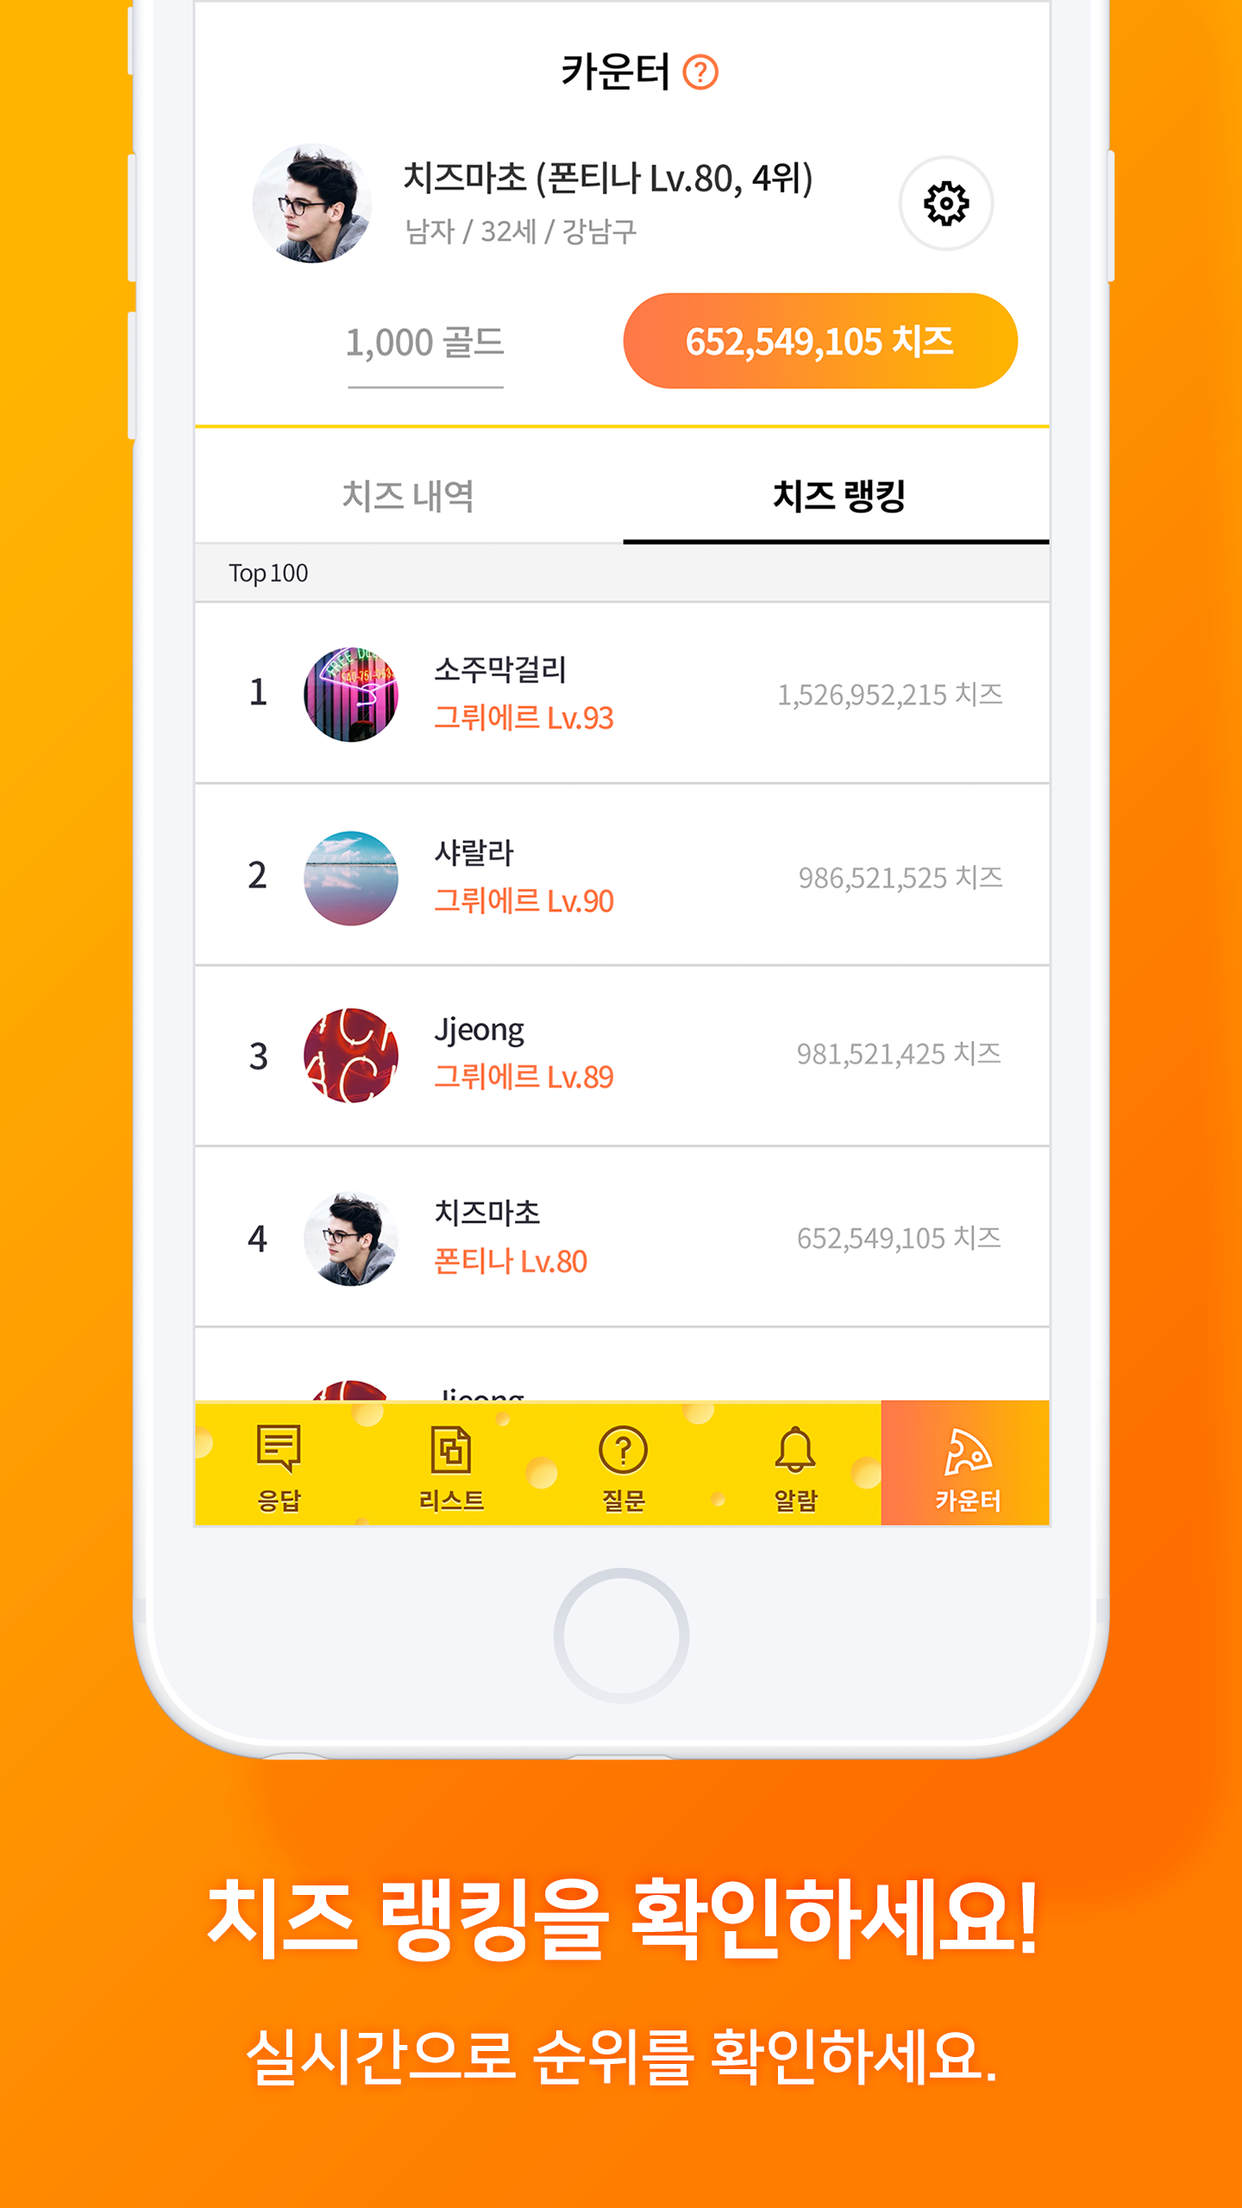 카운터 ?
치즈마초 (폰티나 Lv.80, 4위)
남자 / 32세 / 강남구
1,000 골드
652,549,105 치즈
치즈 내역
치즈 랭킹
Top 100
1
소주막걸리
그뤼에르 Lv.93
1,526,952,215 치즈
2
샤랄라
그뤼에르 Lv.90
986,521,525 치즈
3
Jjeong
그뤼에르 Lv.89
981,521,425 치즈
4
치즈마초
폰티나 Lv.80
652,549,105 치즈
Jjeong
응답
리스트
질문
알람
카운터
치즈 랭킹을 확인하세요!
실시간으로 순위를 확인하세요.